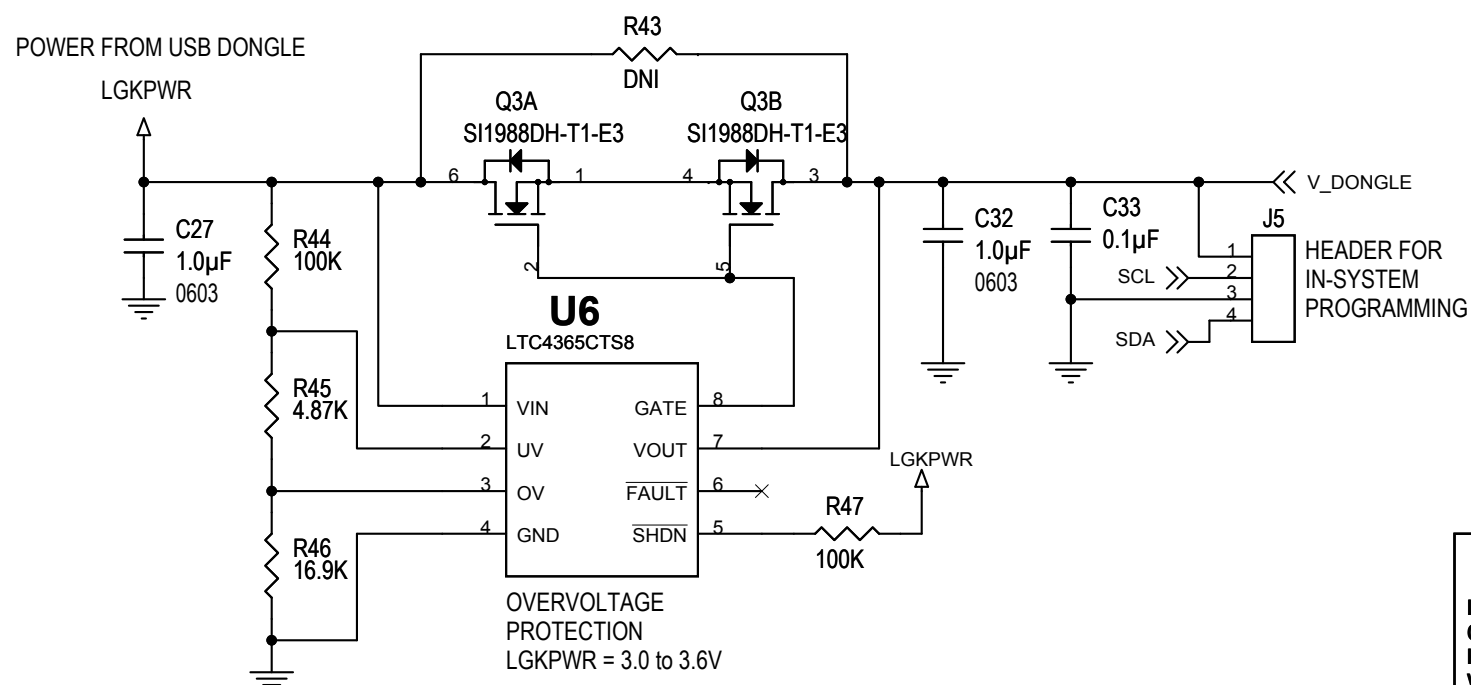 R43
DNI
POWER FROM USB DONGLE
LGKPWR
Q3A
SI1988DH-T1-E3
Q3B
SI1988DH-T1-E3
6
1
4
3
2
5
V_DONGLE
C27
1.0µF
0603
R44
100K
C32
1.0µF
0603
C33
0.1µF
J5
1
2
3
4
SCL
SDA
HEADER FOR
IN-SYSTEM
PROGRAMMING
U6
LTC4365CTS8
R45
4.87K
R46
16.9K
1 VIN
2 UV
3 OV
4 GND
GATE 8
VOUT 7
FAULT 6
SHDN 5
LGKPWR
R47
100K
OVERVOLTAGE
PROTECTION
LGKPWR = 3.0 to 3.6V